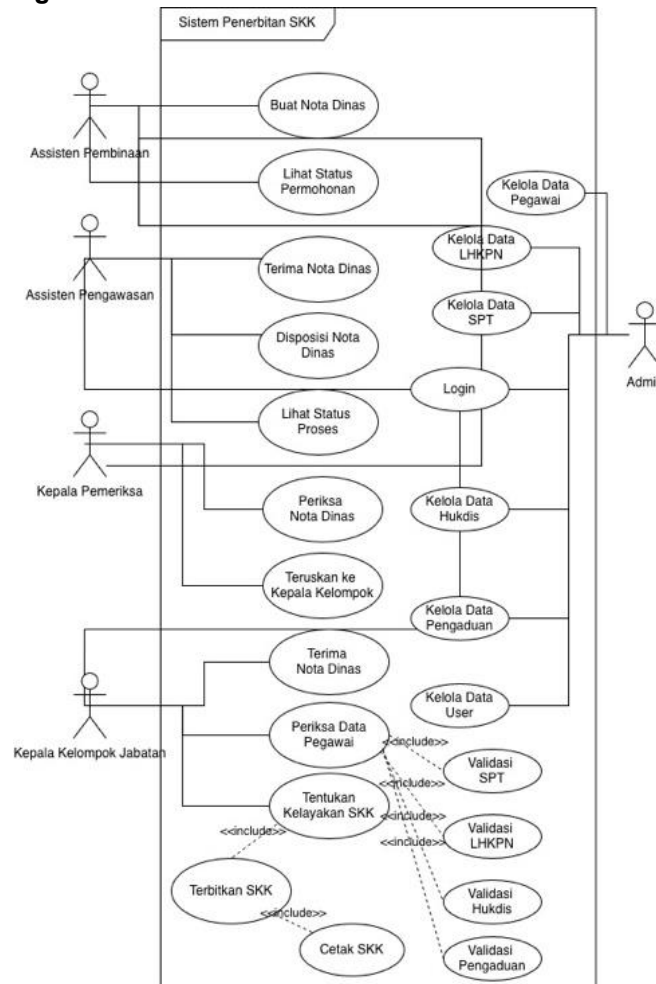 g
Sistem Penerbitan SKK
Buat Nota Dinas
Assisten Pembinaan
Lihat Status
Permohonan
Kelola Data
Pegawai
Kelola Data
LHKPN
Terima Nota Dinas
Assisten Pengawasan
Kelola Data
SPT
Disposisi Nota
Dinas
Login
Admi
Lihat Status
Proses
Kepala Pemeriksa
Periksa
Nota Dinas
Kelola Data
Hukdis
Teruskan ke
Kepala Kelompok
Kelola Data
Pengaduan
Terima
Nota Dinas
Kelola Data
User
Kepala Kelompok Jabatan
Periksa Data
Pegawai
<<include>>
Validasi
SPT
<<include>>
Tentukan
Kelayakan SKK
<<include>>
<<include>>
<<include>>
Validasi
LHKPN
Terbitkan SKK
Validasi
Hukdis
<<include>>
Cetak SKK
Validasi
Pengaduan